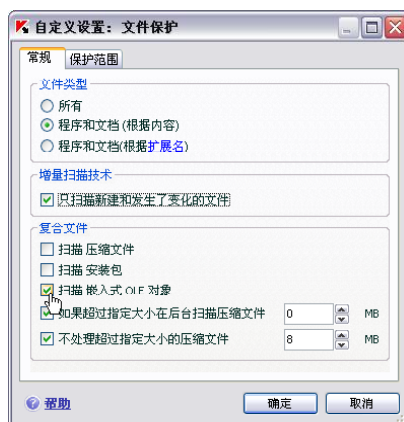 自定义设置：文件保护
常规 保护范围
文件类型
所有
程序和文档 (根据内容)
程序和文档(根据扩展名)
增量扫描技术
只扫描新建和发生了变化的文件
复合文件
扫描 压缩文件
扫描 安装包
扫描 嵌入式 OLE 对象
如果超过指定大小在后台扫描压缩文件 0 MB
不处理超过指定大小的压缩文件 8 MB
帮助 确定 取消